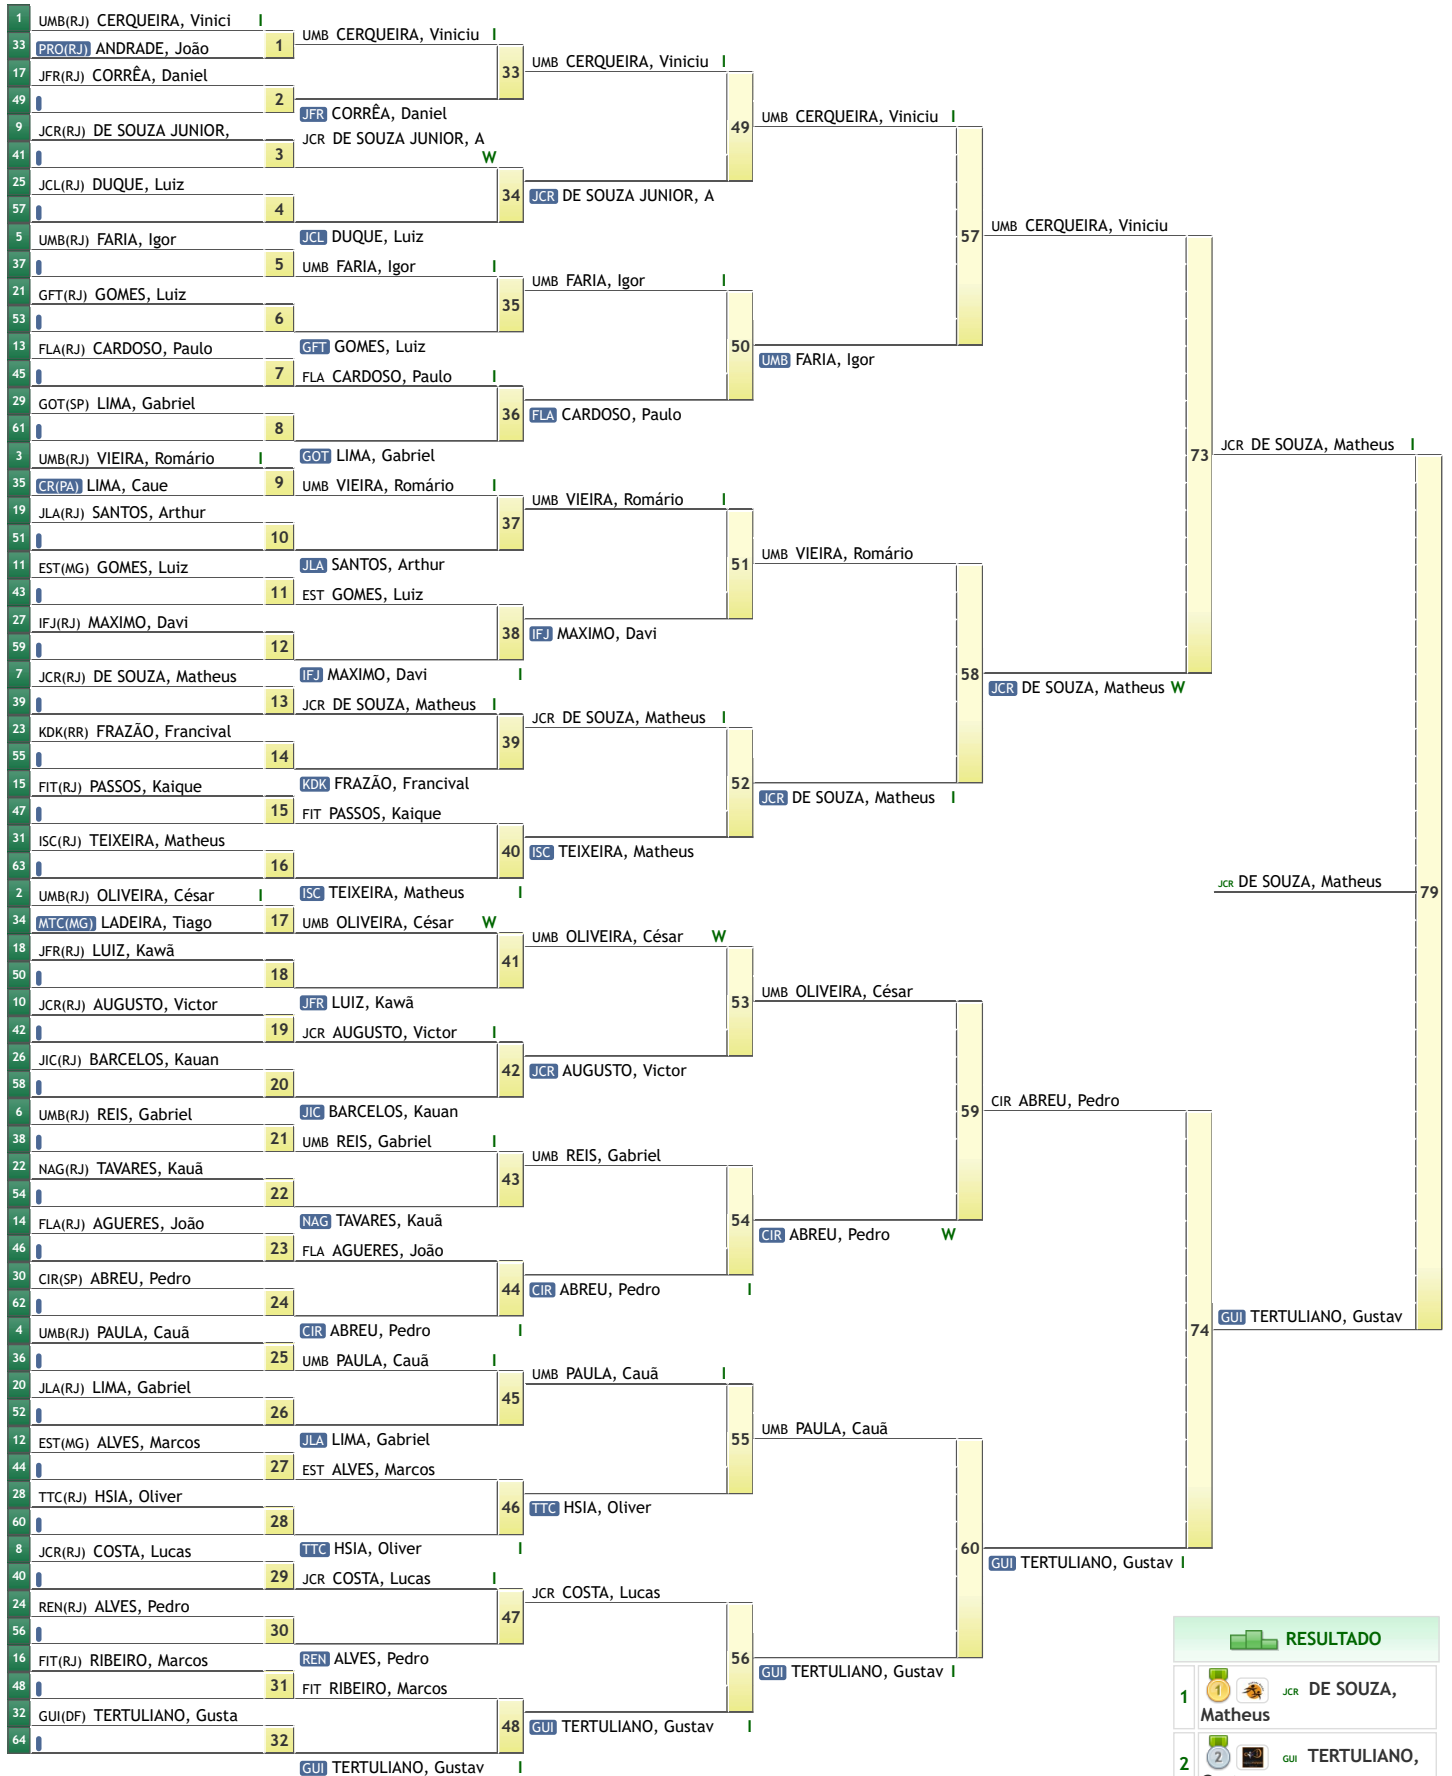 1 UMB(RJ) CERQUEIRA, Vinici I
33 PRO(RJ) ANDRADE, João
1
17 JFR(RJ) CORRÊA, Daniel
49
2
9 JCR(RJ) DE SOUZA JUNIOR,
41
3
25 JCL(RJ) DUQUE, Luiz
57
4
5 UMB(RJ) FARIA, Igor
37
5
21 GFT(RJ) GOMES, Luiz
53
6
13 FLA(RJ) CARDOSO, Paulo
45
7
29 GOT(SP) LIMA, Gabriel
61
8
3 UMB(RJ) VIEIRA, Romário I
35 CR(PA) LIMA, Caue
9
19 JLA(RJ) SANTOS, Arthur
51
10
11 EST(MG) GOMES, Luiz
43
11
27 IFJ(RJ) MAXIMO, Davi
59
12
7 JCR(RJ) DE SOUZA, Matheus
39
13
23 KDK(RR) FRAZÃO, Francival
55
14
15 FIT(RJ) PASSOS, Kaique
47
15
31 ISC(RJ) TEIXEIRA, Matheus
63
16
2 UMB(RJ) OLIVEIRA, César I
34 MTC(MG) LADEIRA, Tiago
17
18 JFR(RJ) LUIZ, Kawã
50
18
10 JCR(RJ) AUGUSTO, Victor
42
19
26 JIC(RJ) BARCELOS, Kauan
58
20
6 UMB(RJ) REIS, Gabriel
38
21
22 NAG(RJ) TAVARES, Kauã
54
22
14 FLA(RJ) AGUERES, João
46
23
30 CIR(SP) ABREU, Pedro
62
24
4 UMB(RJ) PAULA, Cauã
36
25
20 JLA(RJ) LIMA, Gabriel
52
26
12 EST(MG) ALVES, Marcos
44
27
28 TTC(RJ) HSIA, Oliver
60
28
8 JCR(RJ) COSTA, Lucas
40
29
24 REN(RJ) ALVES, Pedro
56
30
16 FIT(RJ) RIBEIRO, Marcos
48
31
32 GUI(DF) TERTULIANO, Gusta
64
32
UMB CERQUEIRA, Viniciu I
33
JFR CORRÊA, Daniel
JCR DE SOUZA JUNIOR, A
W
34
JCL DUQUE, Luiz
UMB FARIA, Igor I
35
GFT GOMES, Luiz
FLA CARDOSO, Paulo I
36
GOT LIMA, Gabriel
UMB VIEIRA, Romário I
37
JLA SANTOS, Arthur
EST GOMES, Luiz
38
IFJ MAXIMO, Davi I
JCR DE SOUZA, Matheus I
39
KDK FRAZÃO, Francival
FIT PASSOS, Kaique
40
ISC TEIXEIRA, Matheus I
UMB OLIVEIRA, César W
41
JFR LUIZ, Kawã
JCR AUGUSTO, Victor I
42
JIC BARCELOS, Kauan
UMB REIS, Gabriel I
43
NAG TAVARES, Kauã
FLA AGUERES, João
44
CIR ABREU, Pedro I
UMB PAULA, Cauã I
45
JLA LIMA, Gabriel
EST ALVES, Marcos
46
TTC HSIA, Oliver I
JCR COSTA, Lucas I
47
REN ALVES, Pedro
FIT RIBEIRO, Marcos
48
GUI TERTULIANO, Gustav I
UMB CERQUEIRA, Viniciu I
49
JCR DE SOUZA JUNIOR, A
UMB FARIA, Igor I
50
FLA CARDOSO, Paulo
UMB VIEIRA, Romário I
51
IFJ MAXIMO, Davi
JCR DE SOUZA, Matheus I
52
ISC TEIXEIRA, Matheus
UMB OLIVEIRA, César W
53
JCR AUGUSTO, Victor
UMB REIS, Gabriel
54
CIR ABREU, Pedro I
UMB PAULA, Cauã I
55
TTC HSIA, Oliver
JCR COSTA, Lucas
56
GUI TERTULIANO, Gustav I
UMB CERQUEIRA, Viniciu I
57
UMB FARIA, Igor
UMB VIEIRA, Romário
58
JCR DE SOUZA, Matheus I
UMB OLIVEIRA, César
59
CIR ABREU, Pedro W
UMB PAULA, Cauã
60
GUI TERTULIANO, Gustav I
UMB CERQUEIRA, Viniciu
73
JCR DE SOUZA, Matheus W
CIR ABREU, Pedro
74
GUI TERTULIANO, Gustav I
JCR DE SOUZA, Matheus I
JCR DE SOUZA, Matheus
79
GUI TERTULIANO, Gustav
RESULTADO
1 1 JCR DE SOUZA,
Matheus
2 2 GUI TERTULIANO,